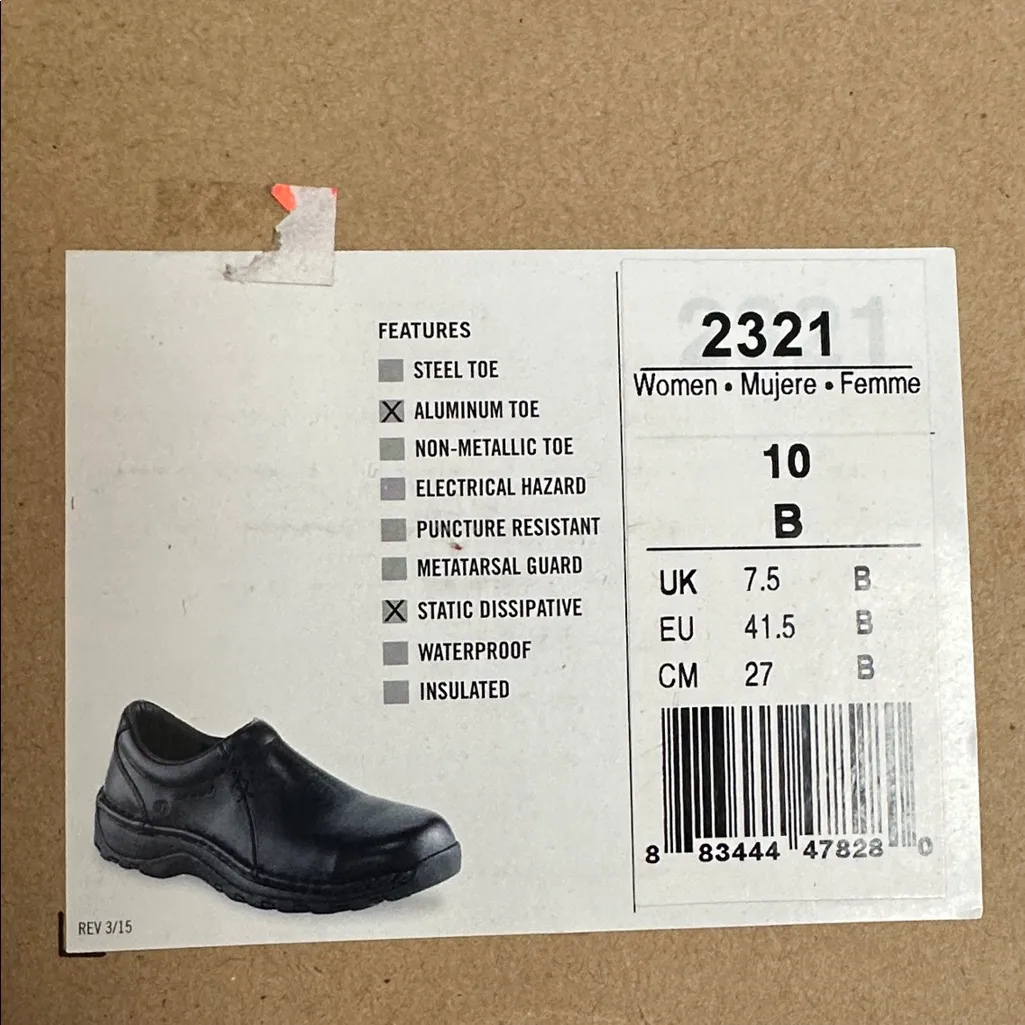 FEATURES
STEEL TOE
X ALUMINUM TOE
NON-METALLIC TOE
ELECTRICAL HAZARD
PUNCTURE RESISTANT
METATARSAL GUARD
X STATIC DISSIPATIVE
WATERPROOF
INSULATED
REV 3/15
2321
2321
Women • Mujere • Femme
10
B
UK 7.5 B
EU 41.5 B
CM 27 B
8 83444 47828 0